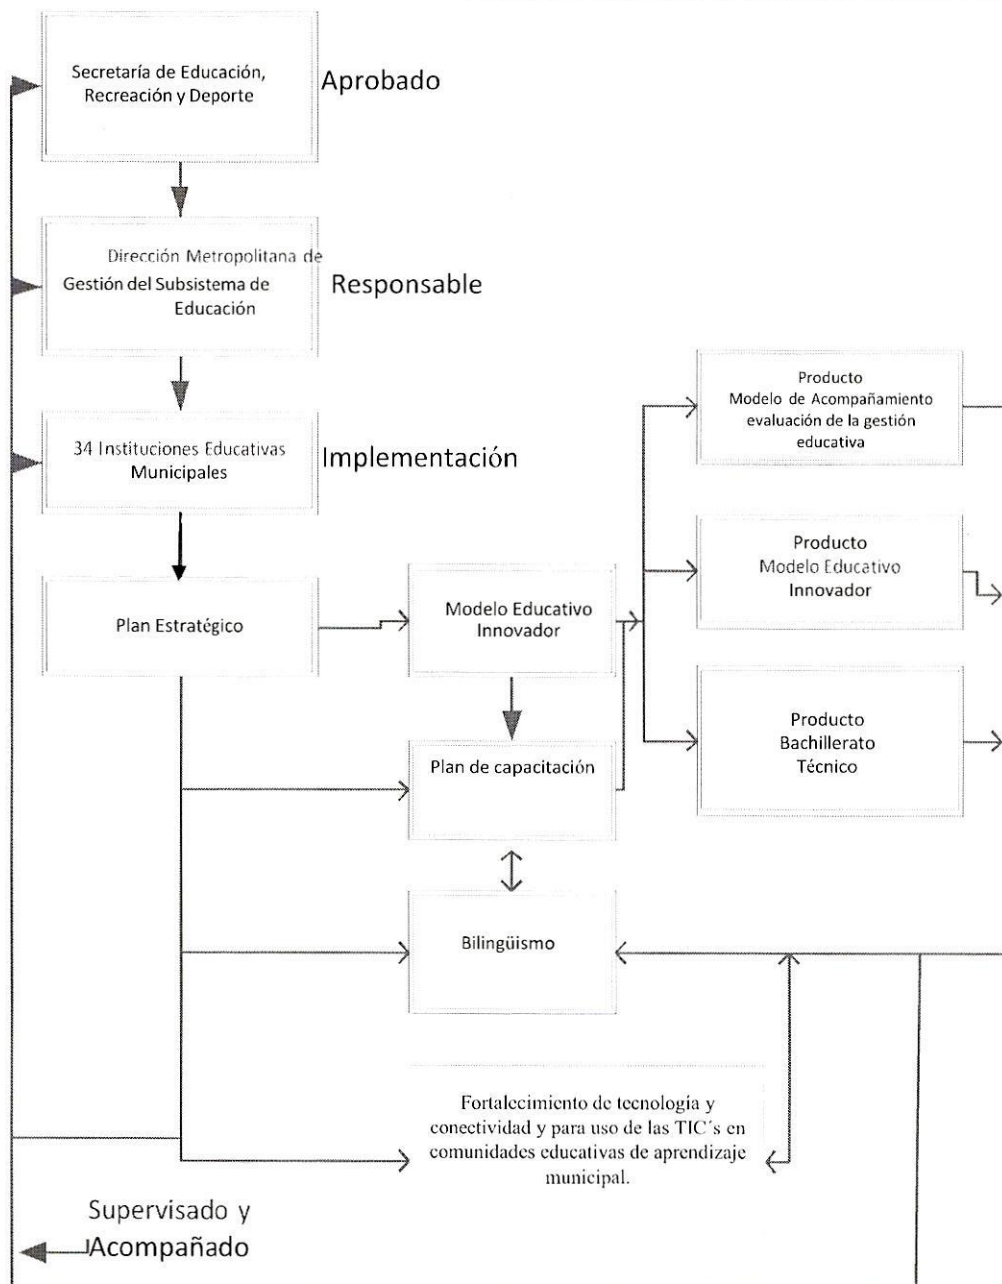 Secretaría de Educación,
Recreación y Deporte
Aprobado
Dirección Metropolitana de
Gestión del Subsistema de
Educación
Responsable
34 Instituciones Educativas
Municipales
Implementación
Plan Estratégico
Modelo Educativo
Innovador
Plan de capacitación
Bilingüismo
Fortalecimiento de tecnología y
conectividad y para uso de las TIC´s en
comunidades educativas de aprendizaje
municipal.
Producto
Modelo de Acompañamiento
evaluación de la gestión
educativa
Producto
Modelo Educativo
Innovador
Producto
Bachillerato
Técnico
Supervisado y
Acompañado